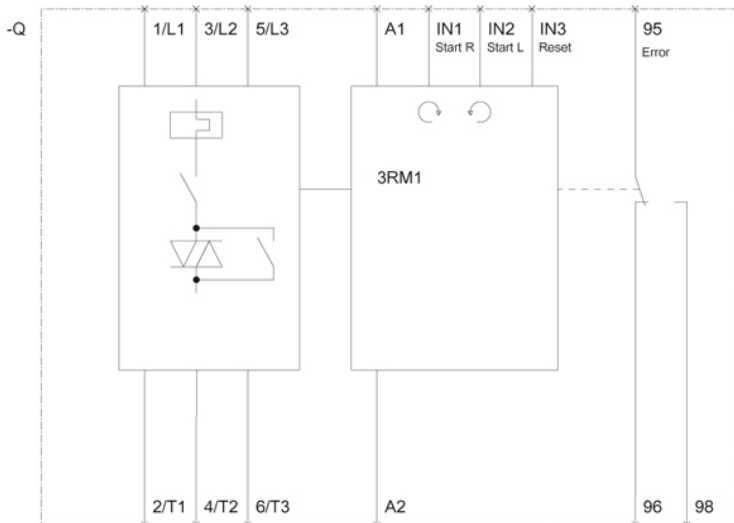 -Q 1/L1 3/L2 5/L3 A1 IN1 IN2 IN3 95
Start R Start L Reset Error
3RM1
2/T1 4/T2 6/T3 A2 96 98